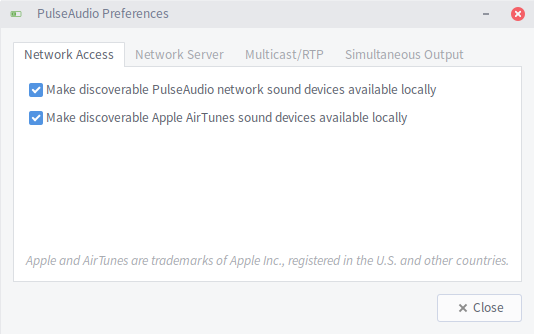 PulseAudio Preferences
Network Access Network Server Multicast/RTP Simultaneous Output
Make discoverable PulseAudio network sound devices available locally
Make discoverable Apple AirTunes sound devices available locally
Apple and AirTunes are trademarks of Apple Inc., registered in the U.S. and other countries.
Close